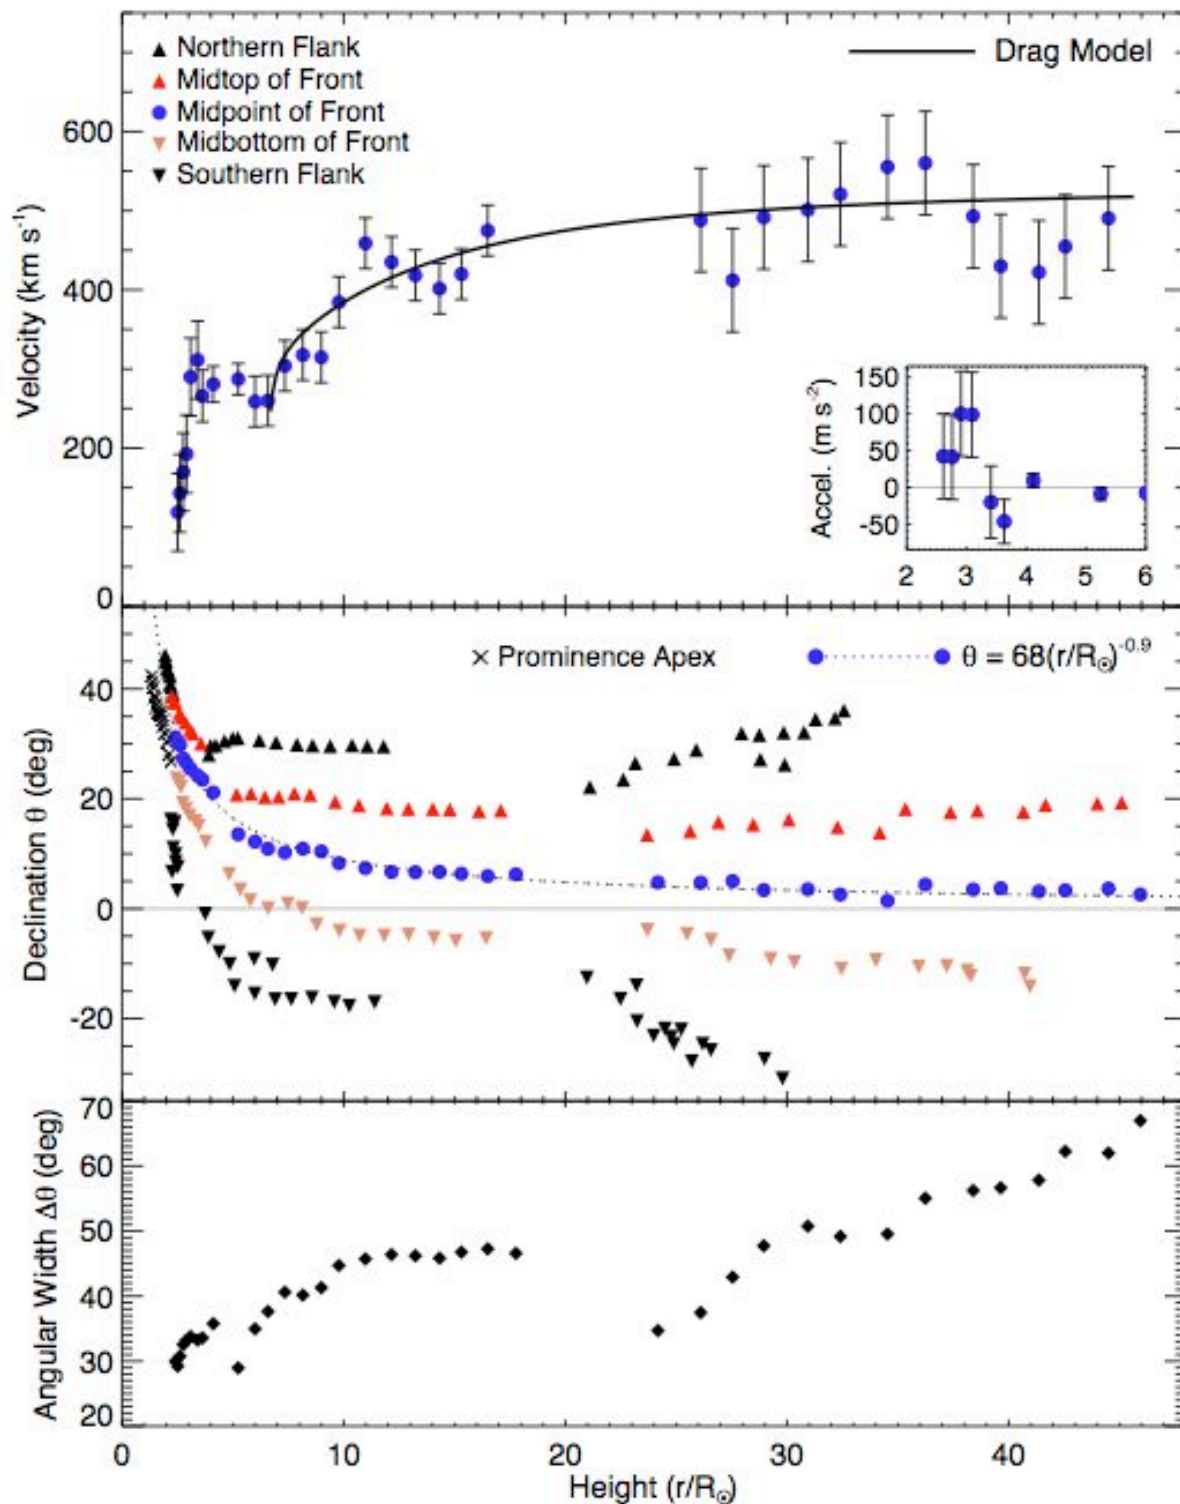 ▲ Northern Flank
▲ Midtop of Front
● Midpoint of Front
▼ Midbottom of Front
▼ Southern Flank
Drag Model
Velocity (km s⁻¹)
600
400
200
0
Accel. (m s⁻²)
150
100
50
0
-50
2 3 4 5 6
× Prominence Apex
θ = 68(r/R☉)⁻⁰·⁹
Declination θ (deg)
40
20
0
-20
Angular Width Δθ (deg)
70
60
50
40
30
20
0 10 20 30 40
Height (r/R☉)